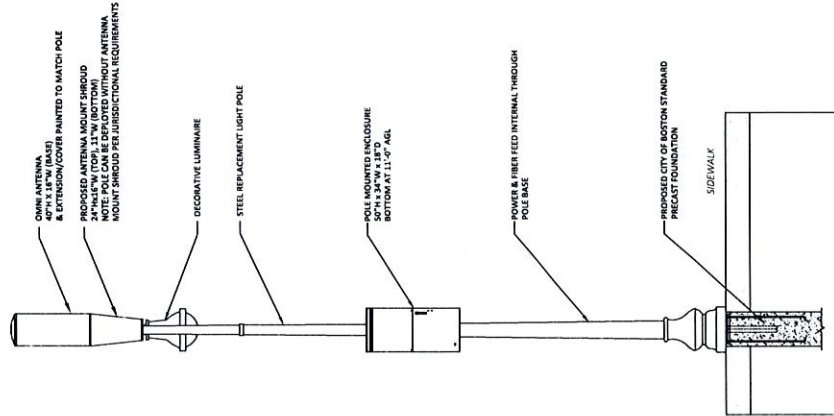 OMNI ANTENNA
40"H X 16"W (BASE)
& EXTENSION/COVER PAINTED TO MATCH POLE
PROPOSED ANTENNA MOUNT SHROUD
24"Hx16"W (TOP), 11"W (BOTTOM)
NOTE: POLE CAN BE DEPLOYED WITHOUT ANTENNA
MOUNT SHROUD PER JURISDICTIONAL REQUIREMENTS
DECORATIVE LUMINAIRE
STEEL REPLACEMENT LIGHT POLE
POLE MOUNTED ENCLOSURE
50"H x 34"W x 18"D
BOTTOM AT 11'-0" AGL
POWER & FIBER FEED INTERNAL THROUGH
POLE BASE
PROPOSED CITY OF BOSTON STANDARD
PRECAST FOUNDATION
SIDEWALK